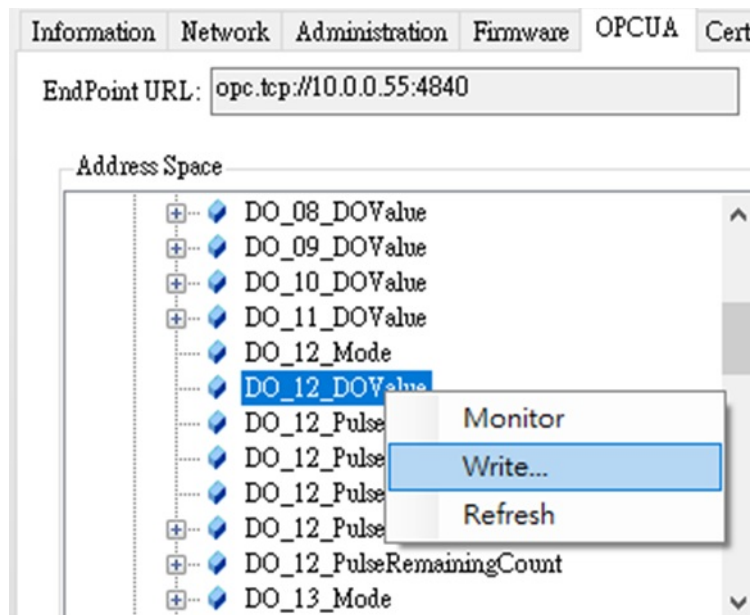 Information Network Administration Firmware OPCUA Cert
EndPoint URL: opc.tcp://10.0.0.55:4840
Address Space
DO_08_DOValue
DO_09_DOValue
DO_10_DOValue
DO_11_DOValue
DO_12_Mode
DO_12_DOValue
DO_12_Pulse Monitor
DO_12_Pulse Write...
DO_12_Pulse
DO_12_Pulse Refresh
DO_12_PulseRemainingCount
DO_13_Mode